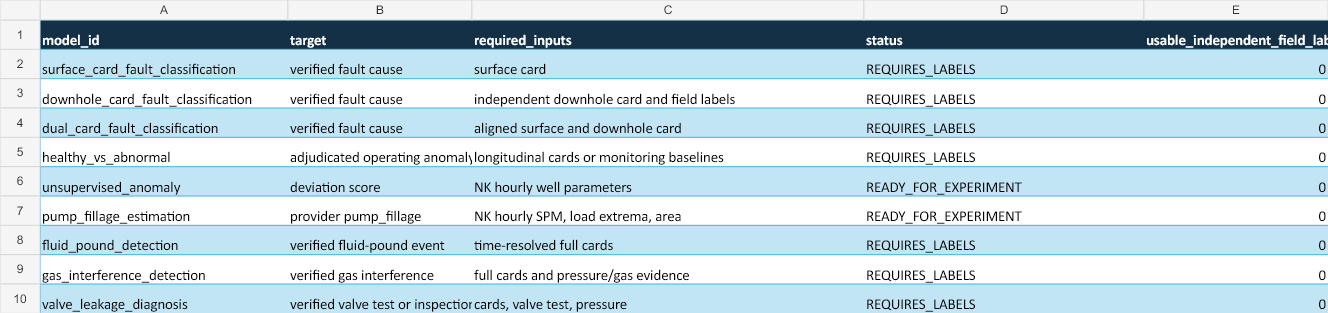 A B C D E
1 model_id target required_inputs status usable_independent_field_lab
2 surface_card_fault_classification verified fault cause surface card REQUIRES_LABELS 0
3 downhole_card_fault_classification verified fault cause independent downhole card and field labels REQUIRES_LABELS 0
4 dual_card_fault_classification verified fault cause aligned surface and downhole card REQUIRES_LABELS 0
5 healthy_vs_abnormal adjudicated operating anomaly longitudinal cards or monitoring baselines REQUIRES_LABELS 0
6 unsupervised_anomaly deviation score NK hourly well parameters READY_FOR_EXPERIMENT 0
7 pump_fillage_estimation provider pump_fillage NK hourly SPM, load extrema, area READY_FOR_EXPERIMENT 0
8 fluid_pound_detection verified fluid-pound event time-resolved full cards REQUIRES_LABELS 0
9 gas_interference_detection verified gas interference full cards and pressure/gas evidence REQUIRES_LABELS 0
10 valve_leakage_diagnosis verified valve test or inspection cards, valve test, pressure REQUIRES_LABELS 0